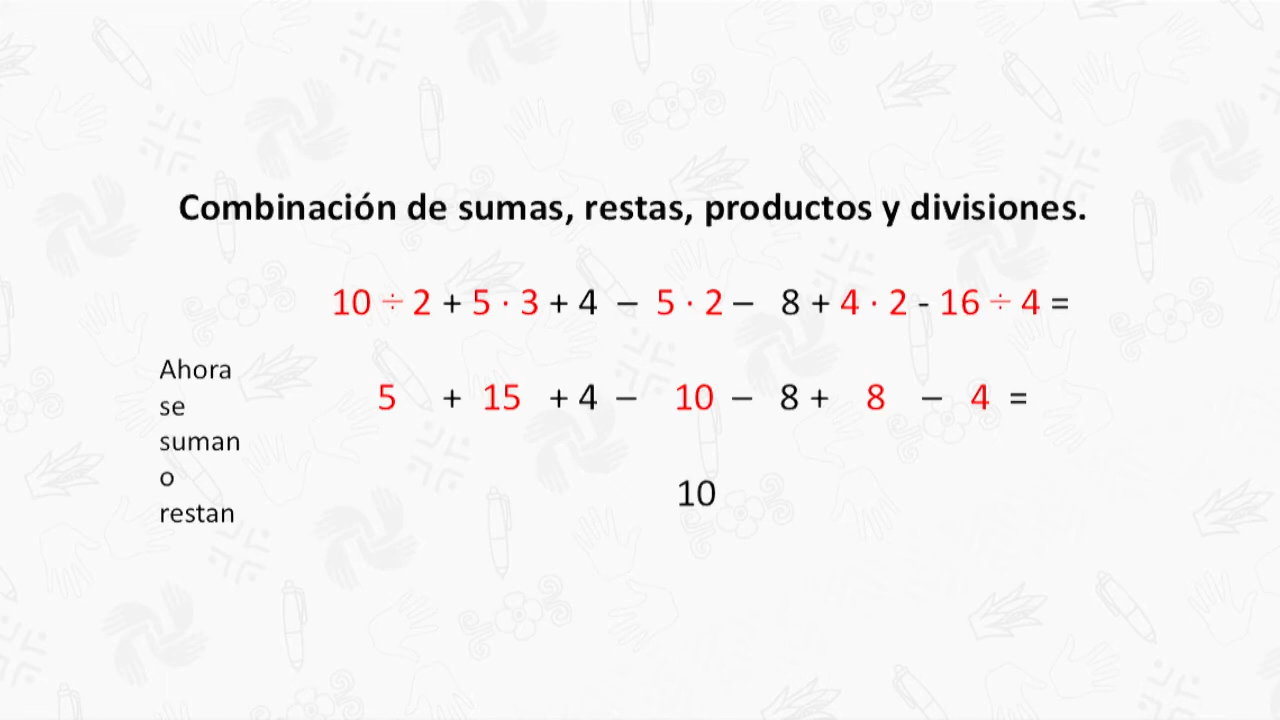 Combinación de sumas, restas, productos y divisiones.
10 ÷ 2 + 5 · 3 + 4 – 5 · 2 – 8 + 4 · 2 - 16 ÷ 4 =
Ahora
se
suman
o
restan
5 + 15 + 4 – 10 – 8 + 8 – 4 =
10